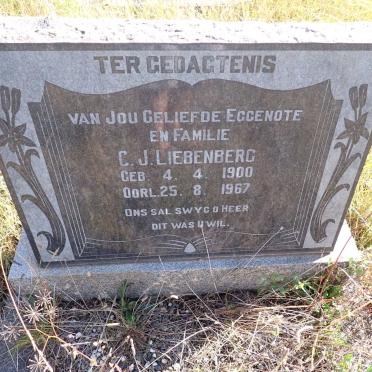 TER GEDAGTENIS
VAN JOU GELIEFDE EGGENOTE
EN FAMILIE
C. J. LIEBENBERG
GEB. 4. 4. 1900
OORL. 25. 8. 1967
ONS SAL SWYG O HEER
DIT WAS U WIL.